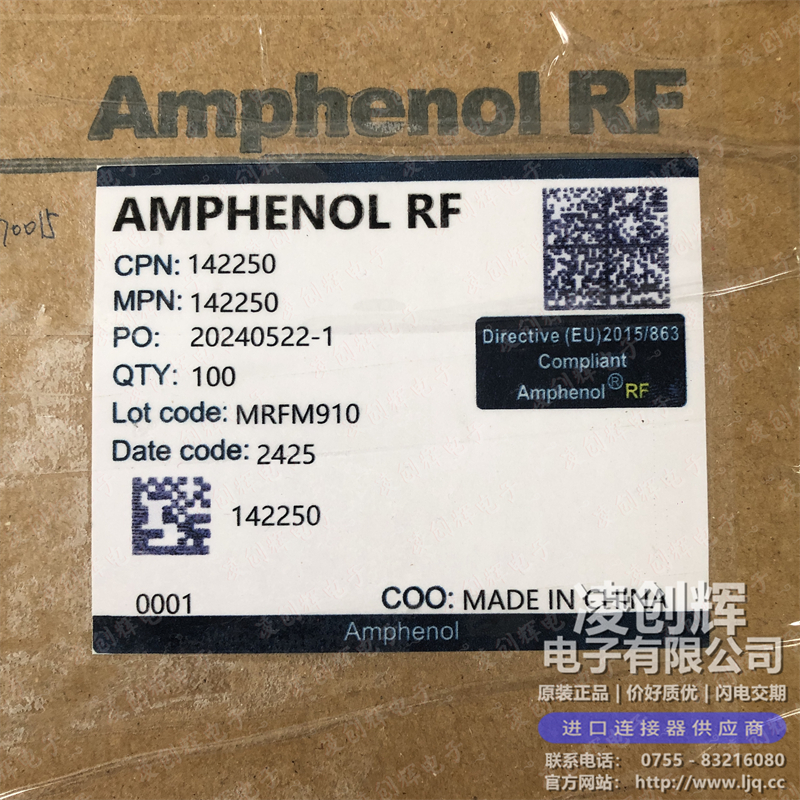 Amphenol RF
AMPHENOL RF
CPN: 142250
MPN: 142250
PO: 20240522-1
QTY: 100
Lot code: MRFM910
Date code: 2425
Directive (EU)2015/863
Compliant
Amphenol® RF
142250
0001
COO: MADE IN CHINA
Amphenol
凌创辉
电子有限公司
原装正品 | 价好质优 | 闪电交期
进口连接器供应商
联系电话: 0755 - 83216080
官方网站: http://www.ljq.cc